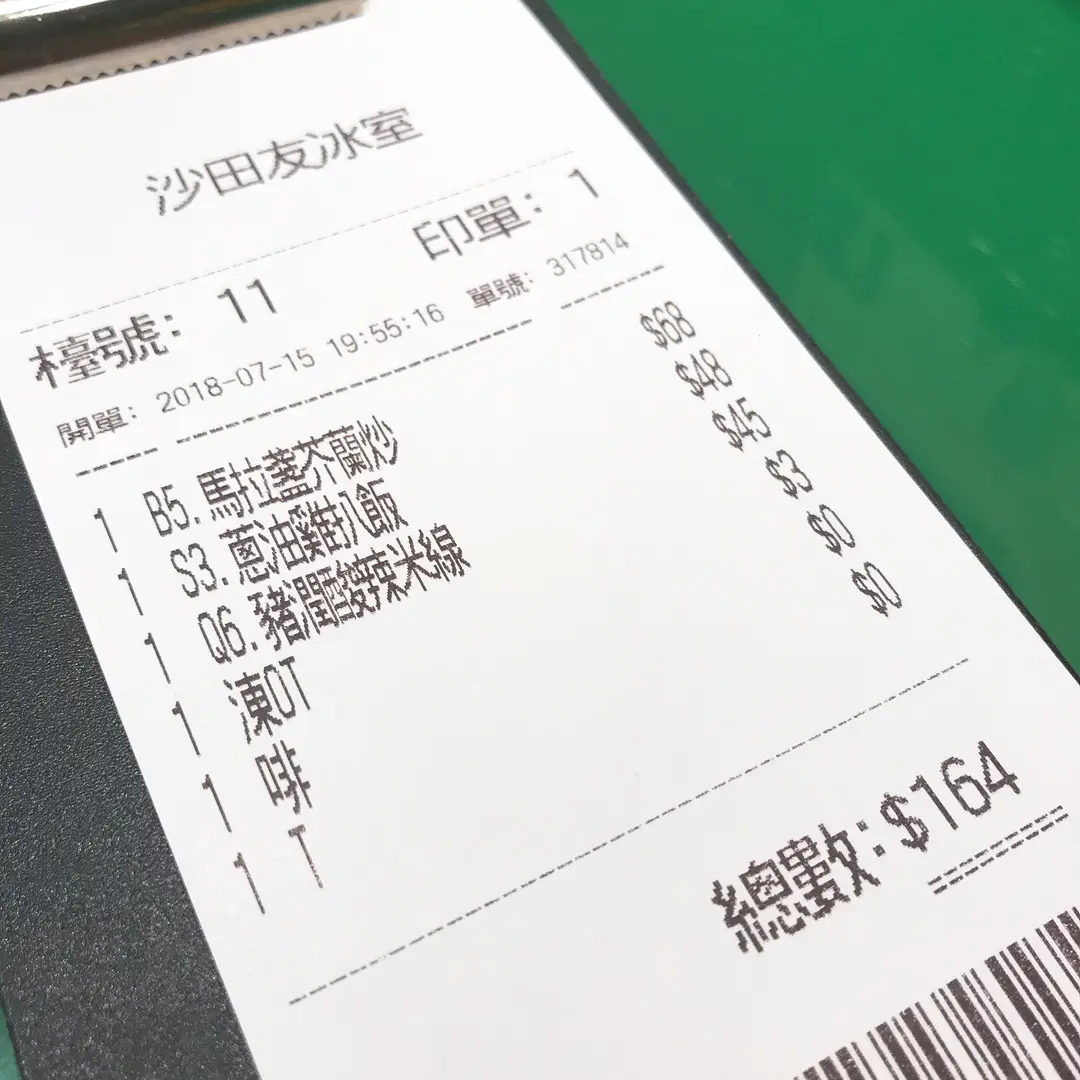 沙田友冰室
檯號: 11 印單: 1
開單: 2018-07-15 19:55:16 單號: 317814
1 B5.馬拉盞芥蘭炒 $68
1 S3.蔥油雞扒飯 $48
1 Q6.豬潤酸辣米線 $45
1 凍OT $3
1 啡 $0
1 T $0
總數:$164